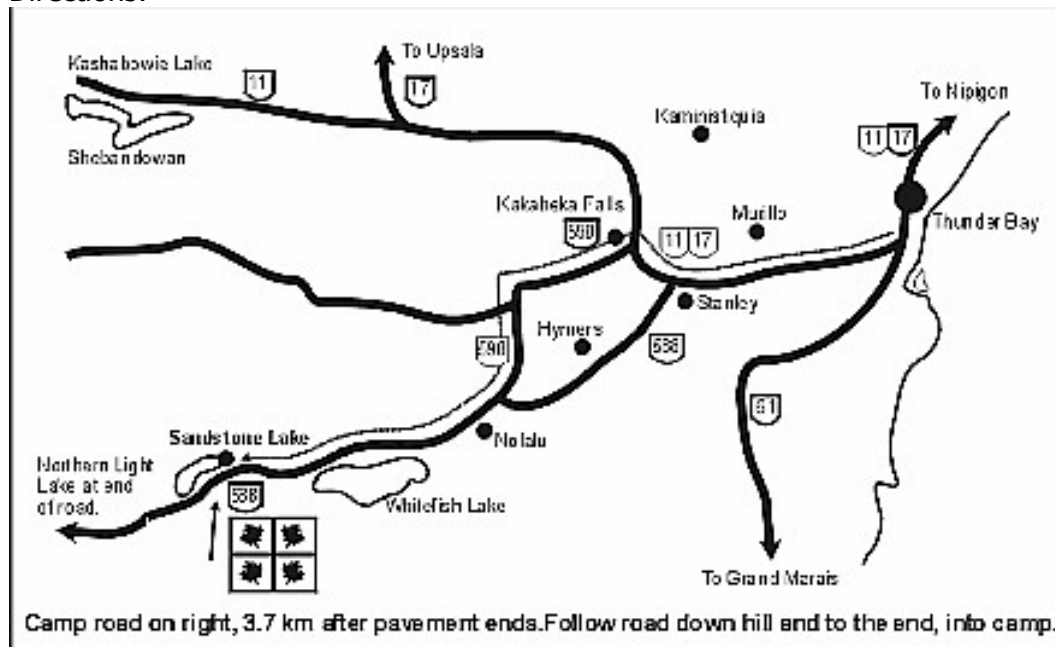 Directions:
To Upsala
Kashabowie Lake
11
17
To Nipigon
Kaministiquia
11 17
Shebandowan
Kakabeka Falls
590
Murillo
11 17
Thunder Bay
Stanley
Hymers
590
588
61
Sandstone Lake
Nolalu
Northern Light
Lake at end
of road.
588
Whitefish Lake
To Grand Marais
Camp road on right, 3.7 km after pavement ends.Follow road down hill and to the end, into camp.